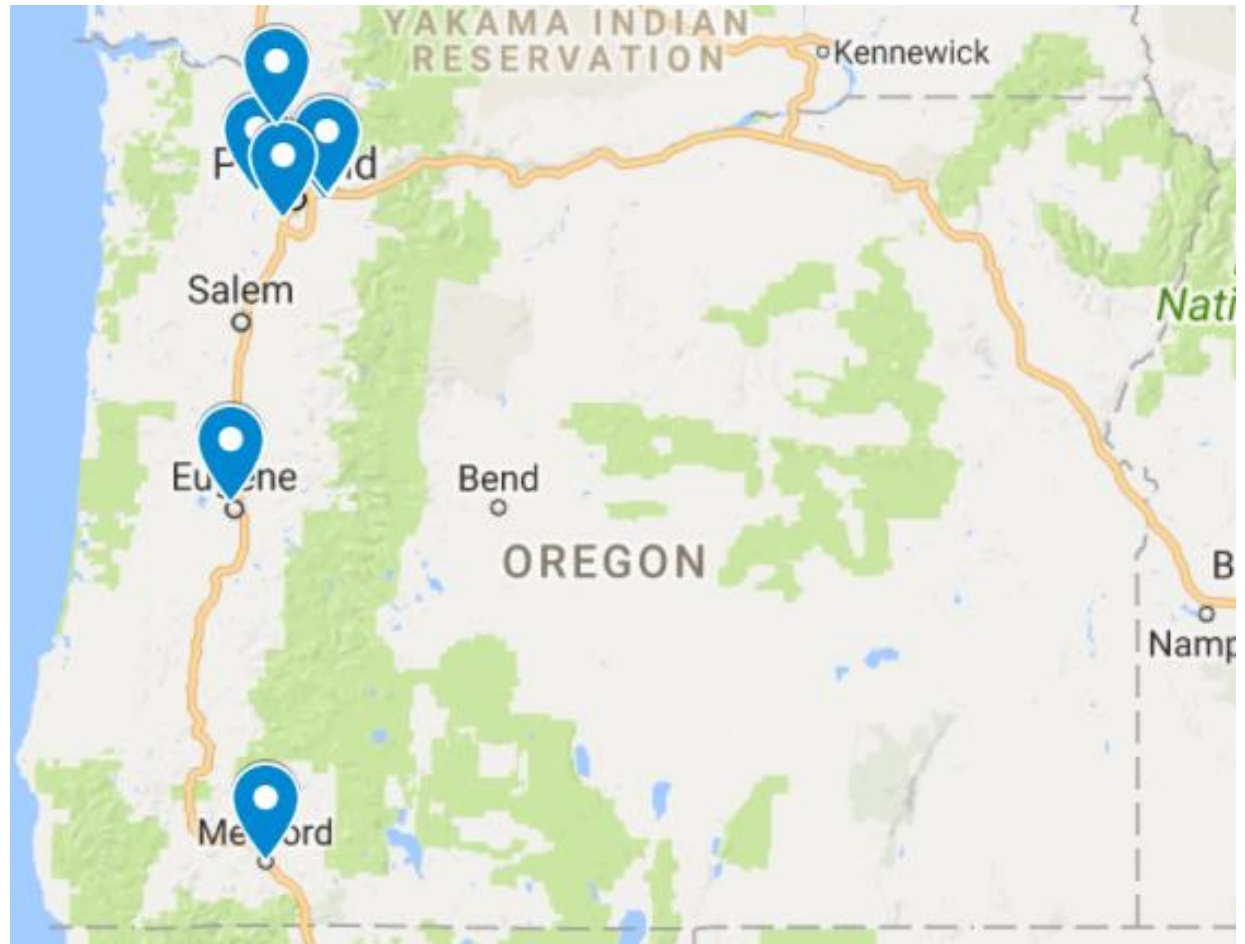 YAKAMA INDIAN
RESERVATION
Kennewick
Salem
Nati
Bend
OREGON
B
Namp